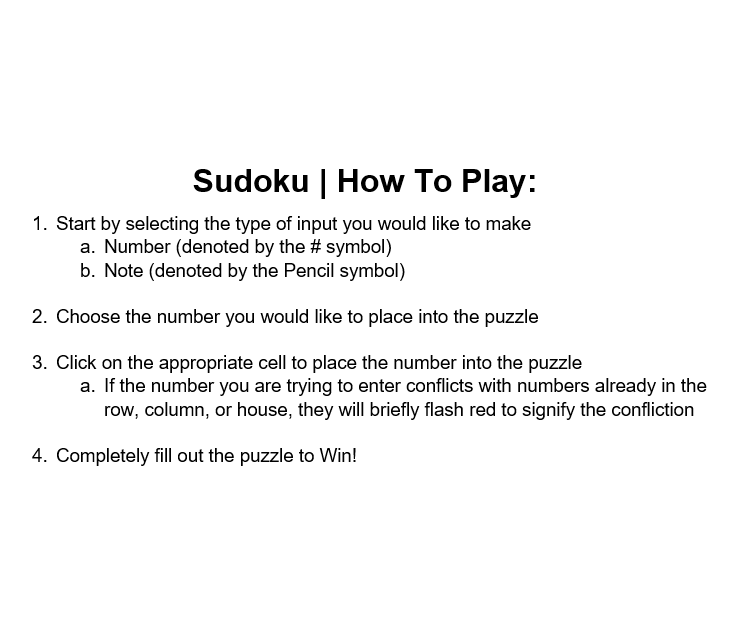 Sudoku | How To Play:
1. Start by selecting the type of input you would like to make
a. Number (denoted by the # symbol)
b. Note (denoted by the Pencil symbol)
2. Choose the number you would like to place into the puzzle
3. Click on the appropriate cell to place the number into the puzzle
a. If the number you are trying to enter conflicts with numbers already in the
row, column, or house, they will briefly flash red to signify the confliction
4. Completely fill out the puzzle to Win!